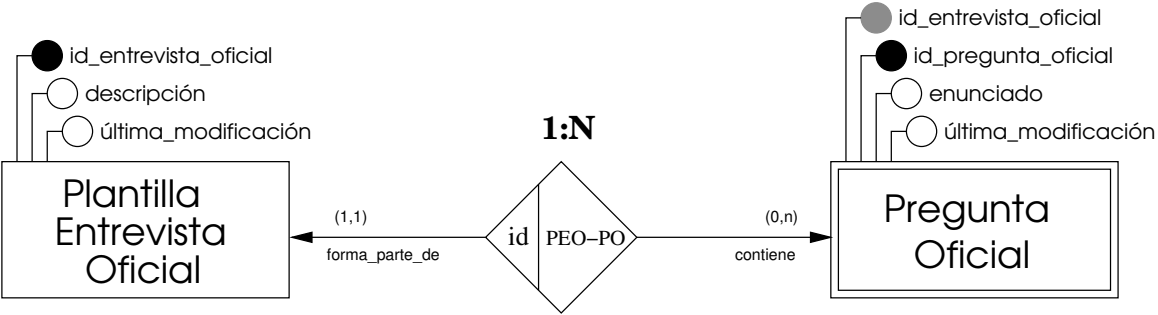 id_entrevista_oficial
descripción
última_modificación
Plantilla
Entrevista
Oficial
(1,1)
forma_parte_de
1:N
id
PEO–PO
(0,n)
contiene
id_entrevista_oficial
id_pregunta_oficial
enunciado
última_modificación
Pregunta
Oficial